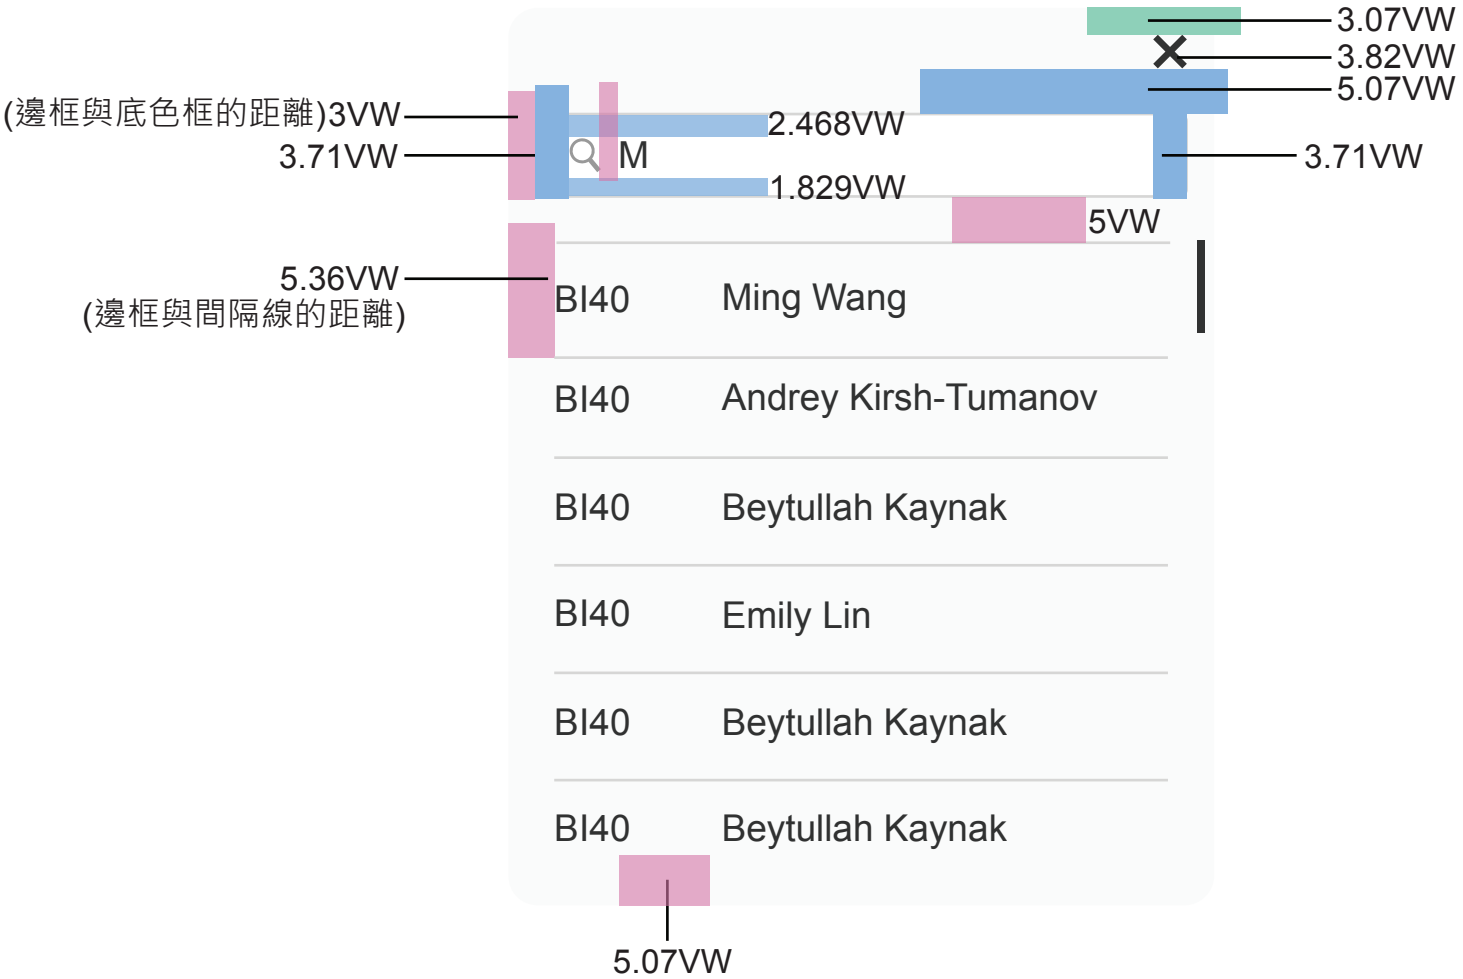 3.07VW
3.82VW
5.07VW
(邊框與底色框的距離)3VW
2.468VW
3.71VW
M
3.71VW
1.829VW
5VW
5.36VW
(邊框與間隔線的距離)
BI40 Ming Wang
BI40 Andrey Kirsh-Tumanov
BI40 Beytullah Kaynak
BI40 Emily Lin
BI40 Beytullah Kaynak
BI40 Beytullah Kaynak
5.07VW